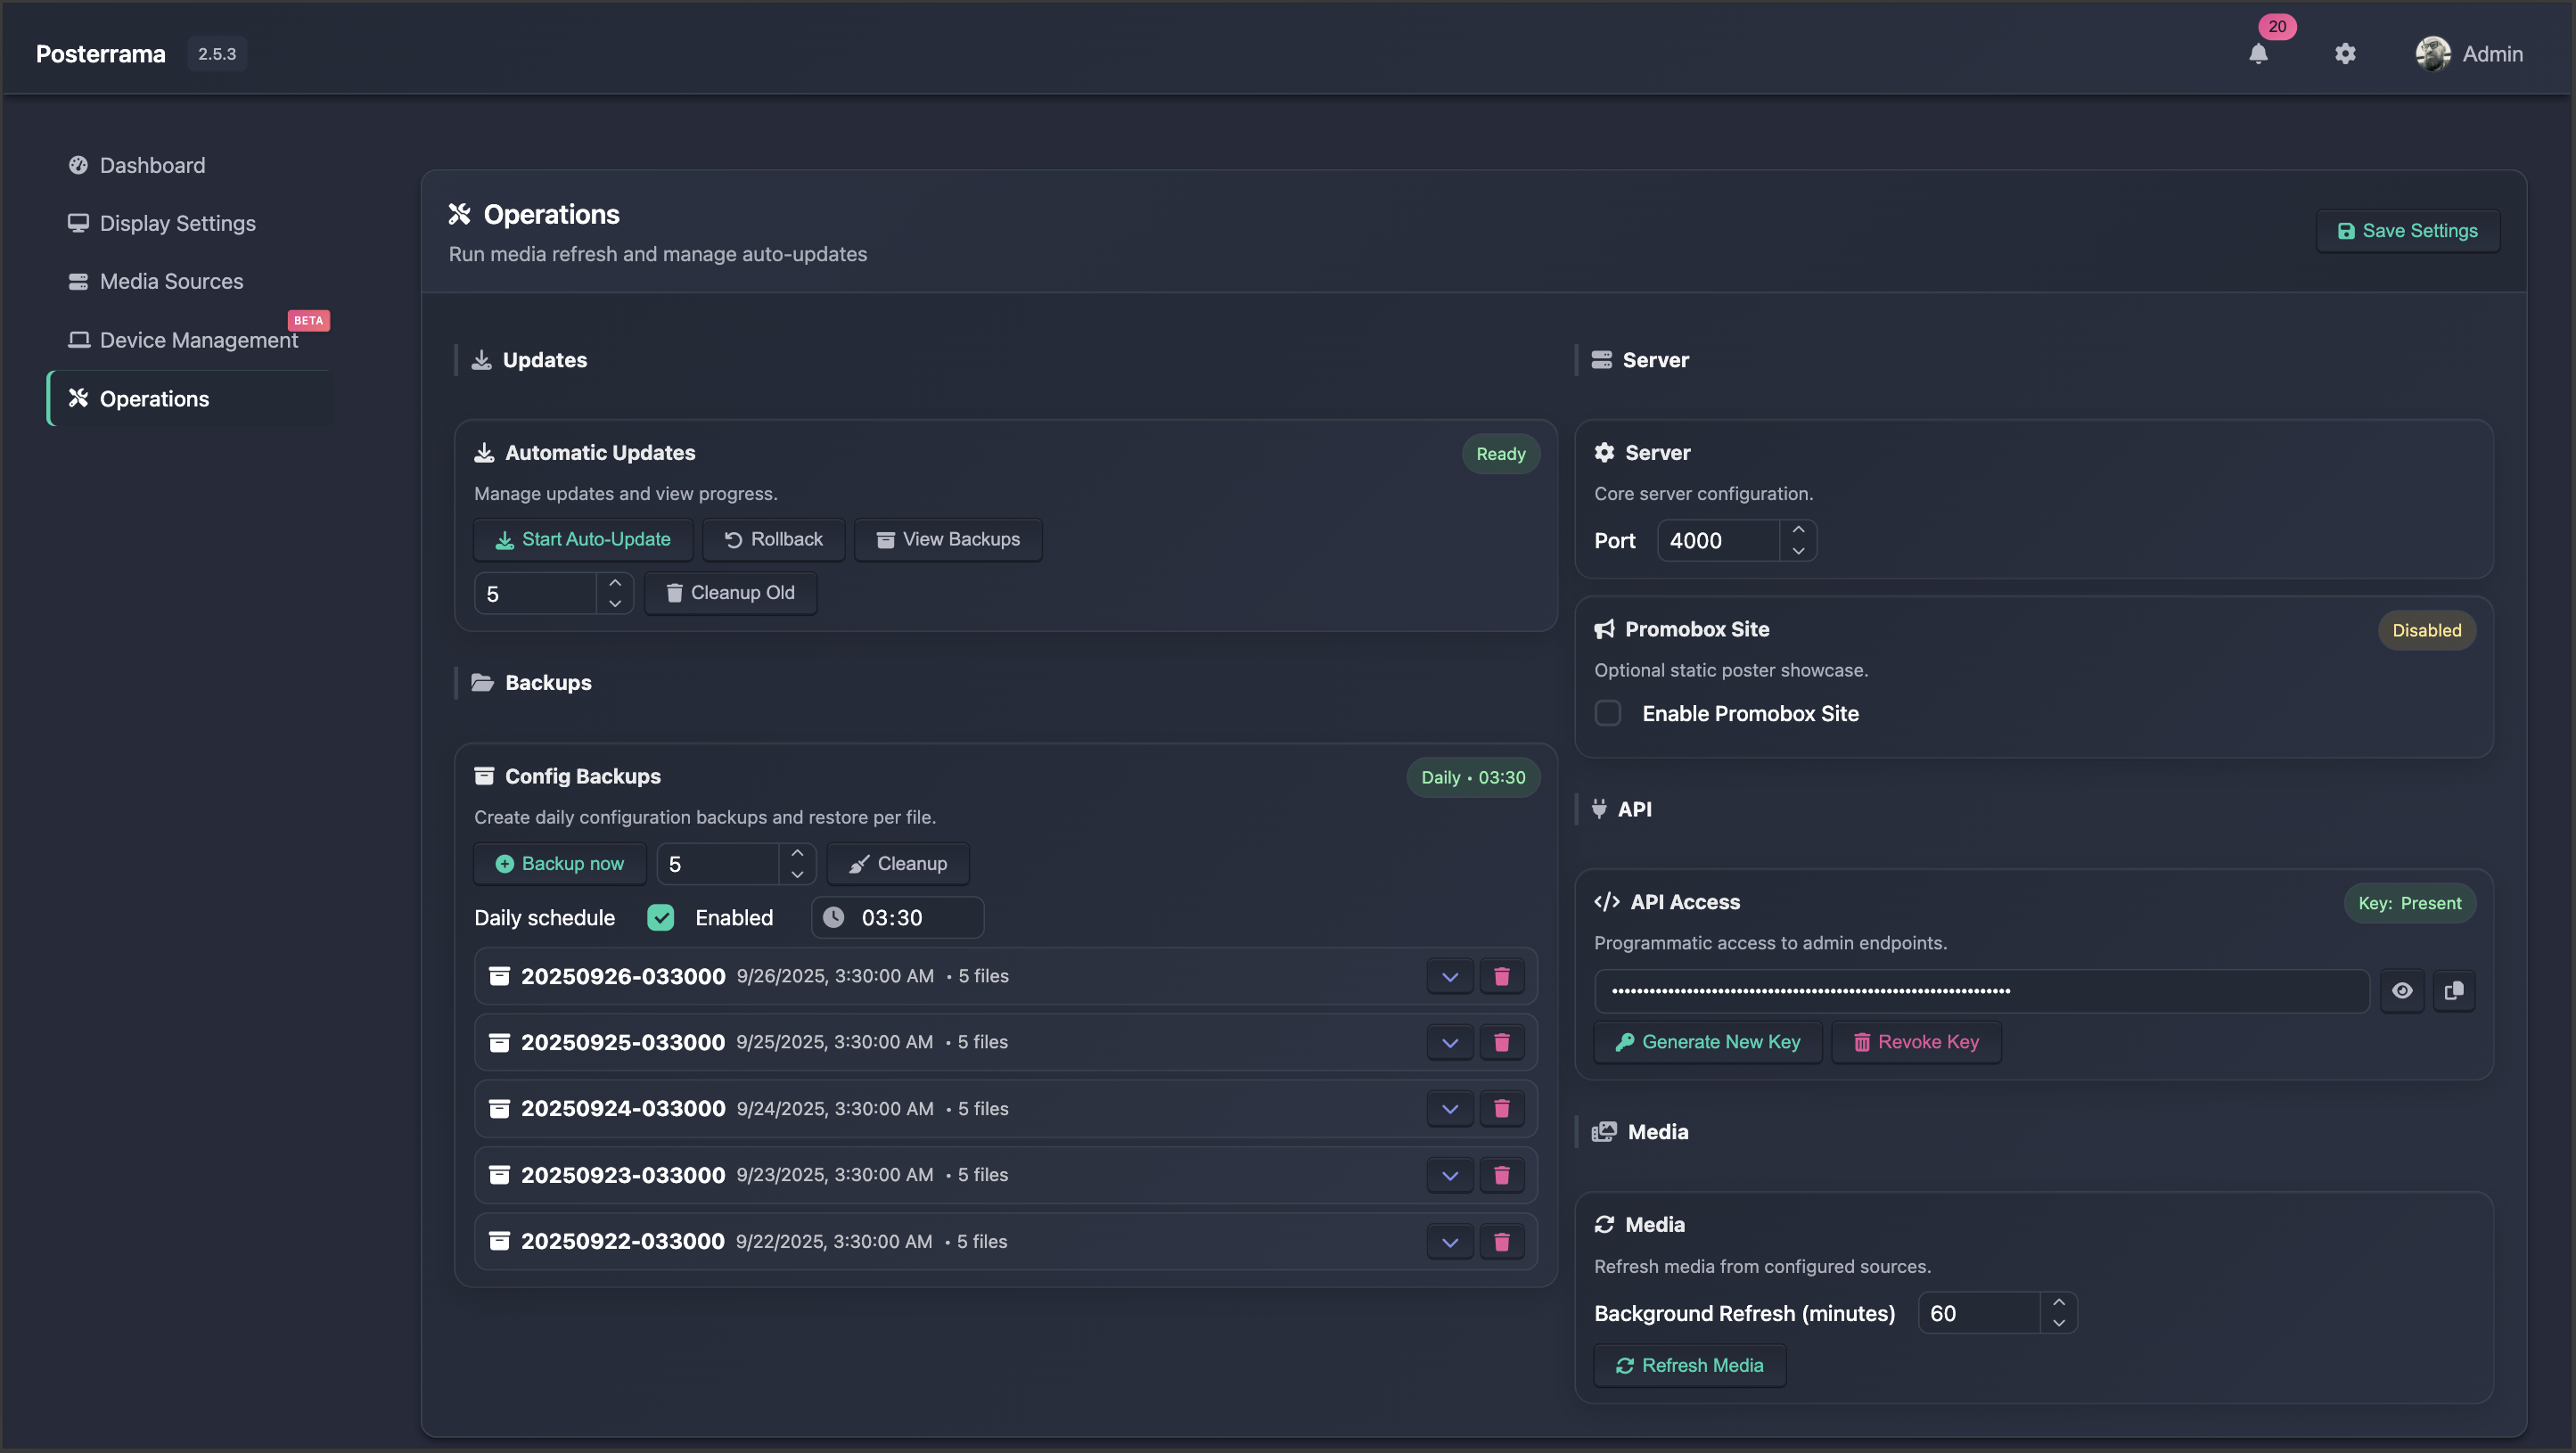 Posterrama 2.5.3
20
Admin
Dashboard
Display Settings
Media Sources
BETA
Device Management
Operations
Operations
Run media refresh and manage auto-updates
Save Settings
Updates
Automatic Updates
Ready
Manage updates and view progress.
Start Auto-Update Rollback View Backups
5 Cleanup Old
Backups
Config Backups
Daily • 03:30
Create daily configuration backups and restore per file.
Backup now 5 Cleanup
Daily schedule Enabled 03:30
20250926-033000 9/26/2025, 3:30:00 AM • 5 files
20250925-033000 9/25/2025, 3:30:00 AM • 5 files
20250924-033000 9/24/2025, 3:30:00 AM • 5 files
20250923-033000 9/23/2025, 3:30:00 AM • 5 files
20250922-033000 9/22/2025, 3:30:00 AM • 5 files
Server
Server
Core server configuration.
Port 4000
Promobox Site
Disabled
Optional static poster showcase.
Enable Promobox Site
API
API Access
Key: Present
Programmatic access to admin endpoints.
••••••••••••••••••••••••••••••••••••••••••••••••••••••••••••••••
Generate New Key Revoke Key
Media
Media
Refresh media from configured sources.
Background Refresh (minutes) 60
Refresh Media